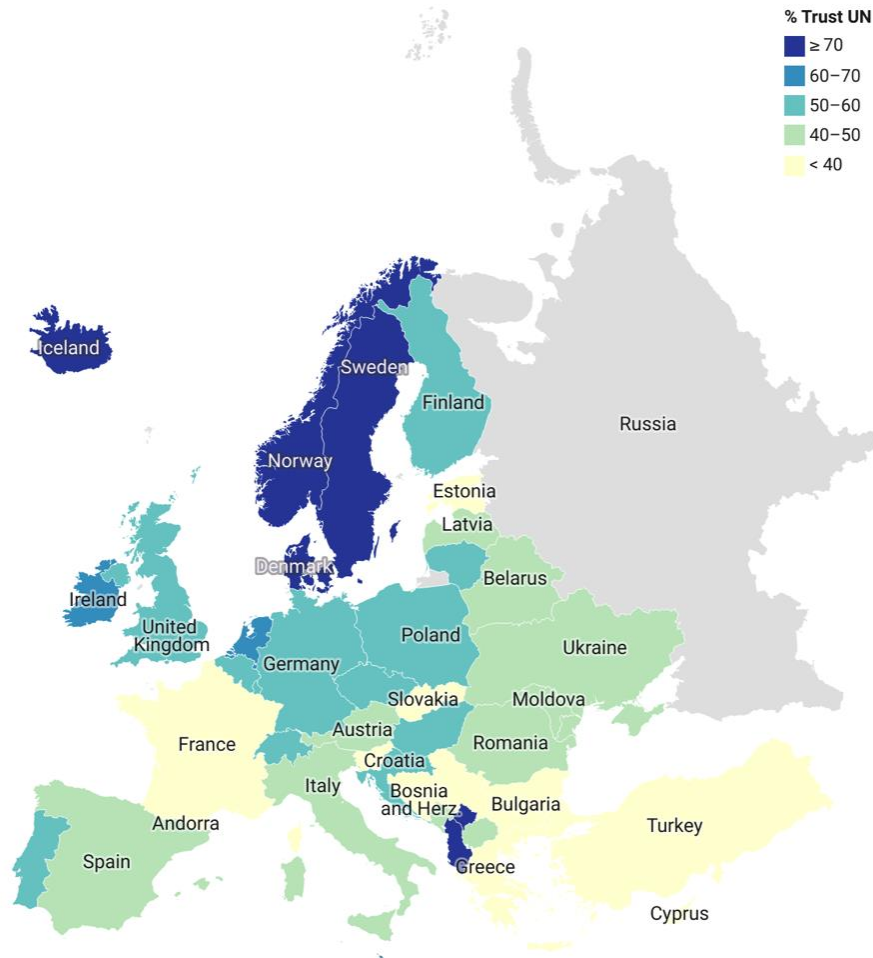 % Trust UN
≥ 70
60–70
50–60
40–50
< 40
Iceland
Sweden
Finland
Russia
Norway
Estonia
Latvia
Denmark
Belarus
Ireland
United
Kingdom
Poland
Ukraine
Germany
Slovakia
Moldova
Austria
France
Romania
Croatia
Italy
Bosnia
and Herz.
Bulgaria
Andorra
Turkey
Spain
Greece
Cyprus